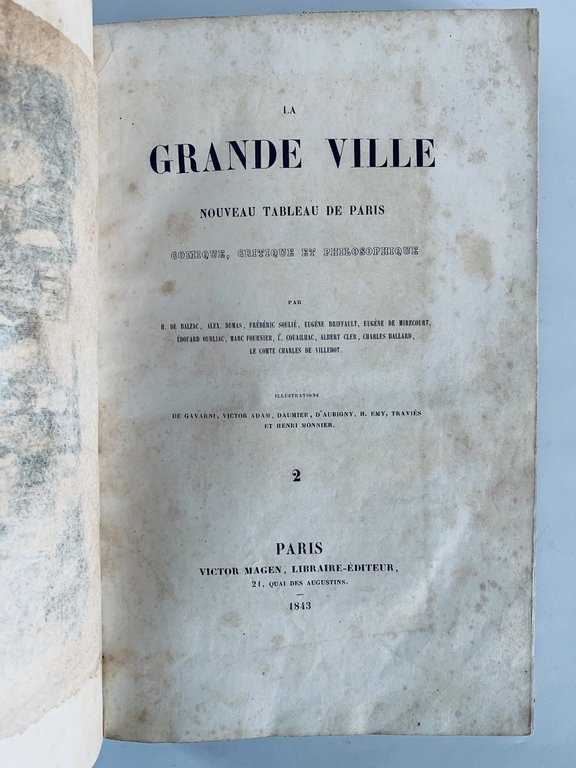 LA
GRANDE VILLE
NOUVEAU TABLEAU DE PARIS
COMIQUE, CRITIQUE ET PHILOSOPHIQUE
PAR
H. DE BALZAC, ALEX. DUMAS, FRÉDÉRIC SOULIÉ, EUGÈNE BRIFFAULT, EUGÈNE DE MIRECOURT,
ÉDOUARD OURLIAC, MARC FOURNIER, L. COUAILHAC, ALBERT CLER, CHARLES BALLARD,
LE COMTE CHARLES DE VILLEDOT.
ILLUSTRATIONS
DE GAVARNI, VICTOR ADAM, DAUMIER, D'AUBIGNY, H. EMY, TRAVIÈS
ET HENRI MONNIER.
2
PARIS
VICTOR MAGEN, LIBRAIRE-ÉDITEUR,
21, QUAI DES AUGUSTINS.
1843